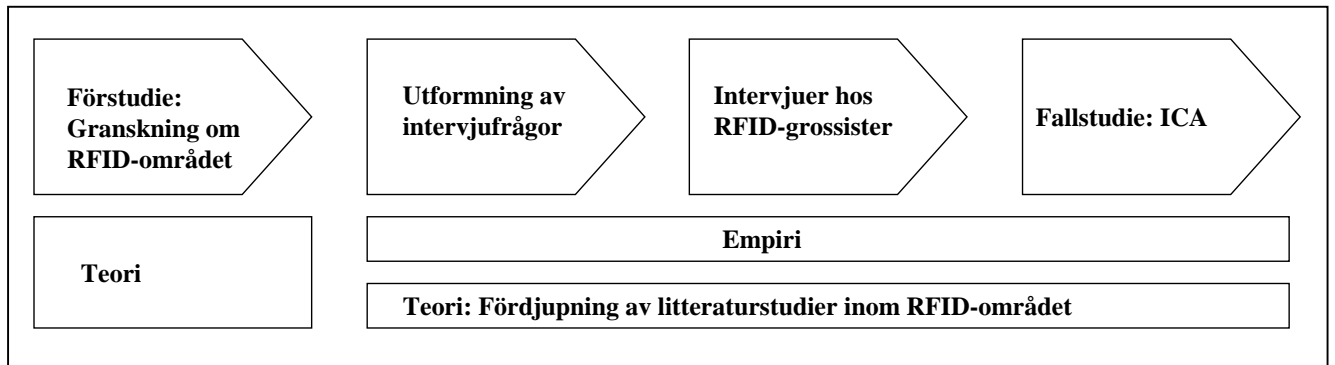 Förstudie:
Granskning om
RFID-området
Utformning av
intervjufrågor
Intervjuer hos
RFID-grossister
Fallstudie: ICA
Teori
Empiri
Teori: Fördjupning av litteraturstudier inom RFID-området